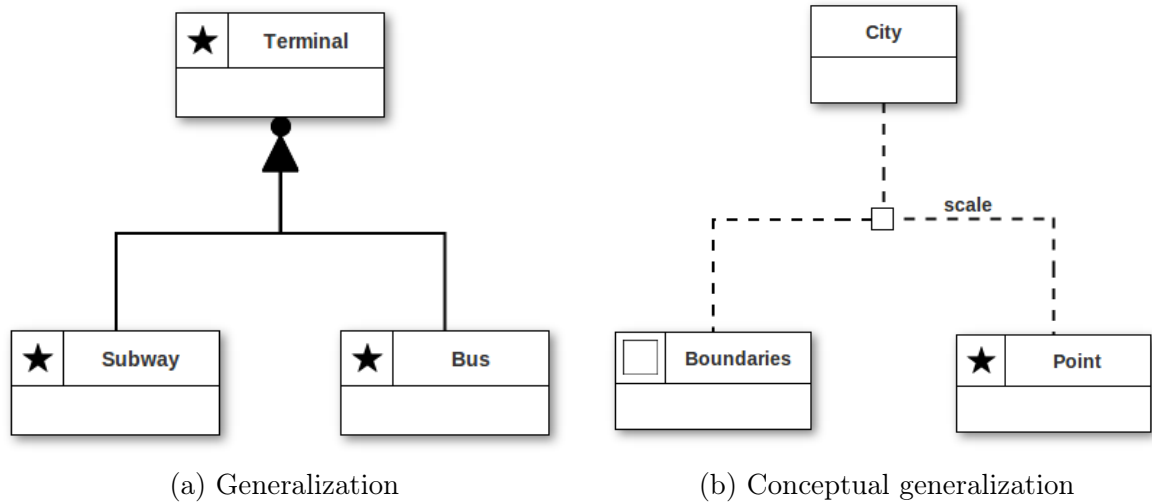 Terminal
Subway
Bus
(a) Generalization
City
scale
Boundaries
Point
(b) Conceptual generalization